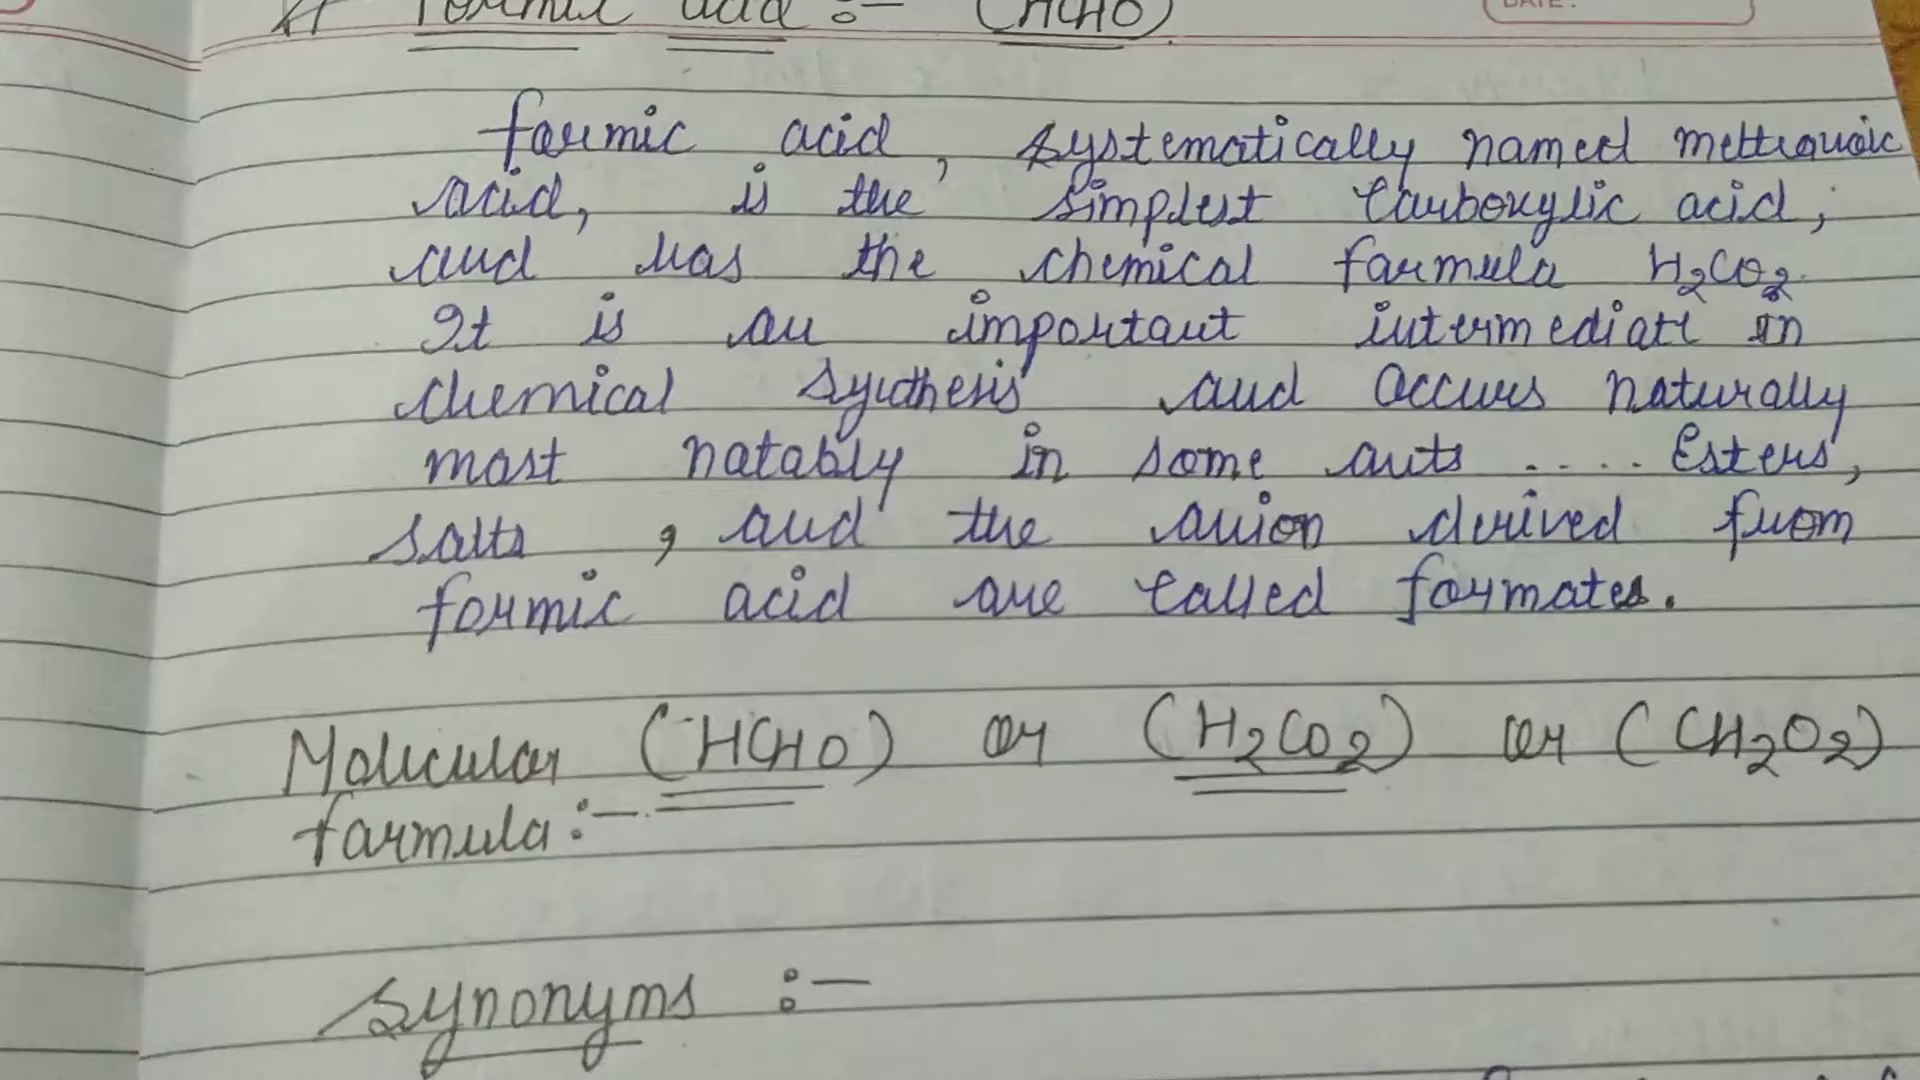 Formic acid :- (HCHO)
DATE:
formic acid, systematically named methanoic
acid, is the simplest carboxylic acid,
and has the chemical formula H₂CO₂.
It is an important intermediate in
chemical synthesis and occurs naturally
most notably in some ants .... Esters,
salts , and the anion derived from
formic acid are called formates.
Molecular (HCHO) or (H₂CO₂) or (CH₂O₂)
formula :-
Synonyms :-